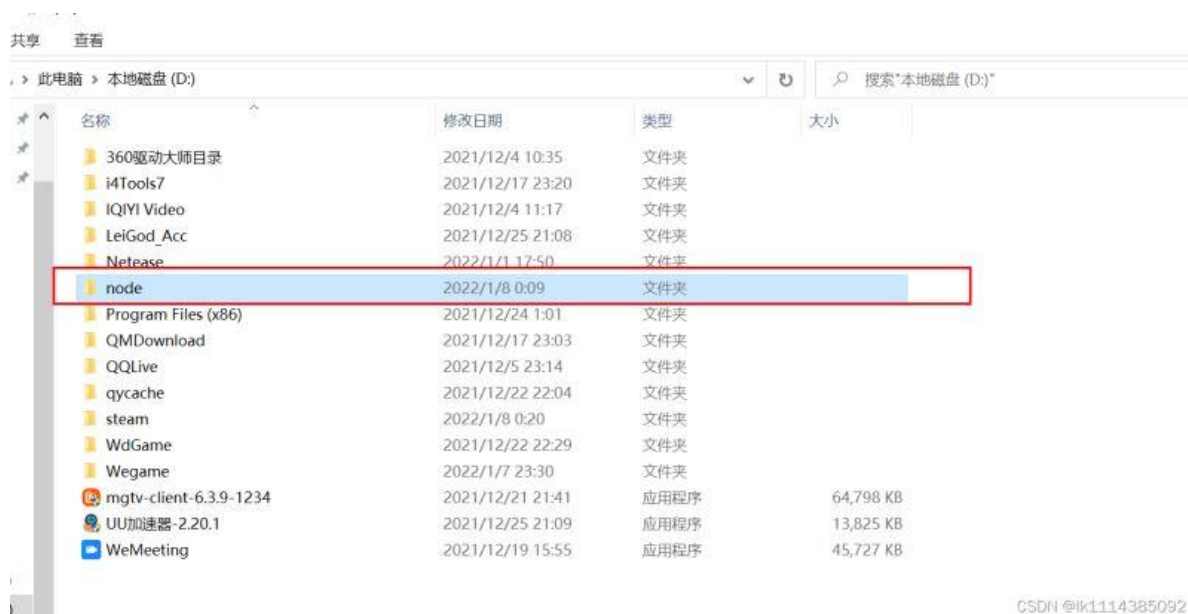 共享 查看
此电脑 > 本地磁盘 (D:) 搜索"本地磁盘 (D:)"
名称 修改日期 类型 大小
360驱动大师目录 2021/12/4 10:35 文件夹
i4Tools7 2021/12/17 23:20 文件夹
IQIYI Video 2021/12/4 11:17 文件夹
LeiGod_Acc 2021/12/25 21:08 文件夹
Netease 2022/1/1 17:50 文件夹
node 2022/1/8 0:09 文件夹
Program Files (x86) 2021/12/24 1:01 文件夹
QMDownload 2021/12/17 23:03 文件夹
QQLive 2021/12/5 23:14 文件夹
qycache 2021/12/22 22:04 文件夹
steam 2022/1/8 0:20 文件夹
WdGame 2021/12/22 22:29 文件夹
Wegame 2022/1/7 23:30 文件夹
mgtv-client-6.3.9-1234 2021/12/21 21:41 应用程序 64,798 KB
UU加速器-2.20.1 2021/12/25 21:09 应用程序 13,825 KB
WeMeeting 2021/12/19 15:55 应用程序 45,727 KB
CSDN @lk1114385092